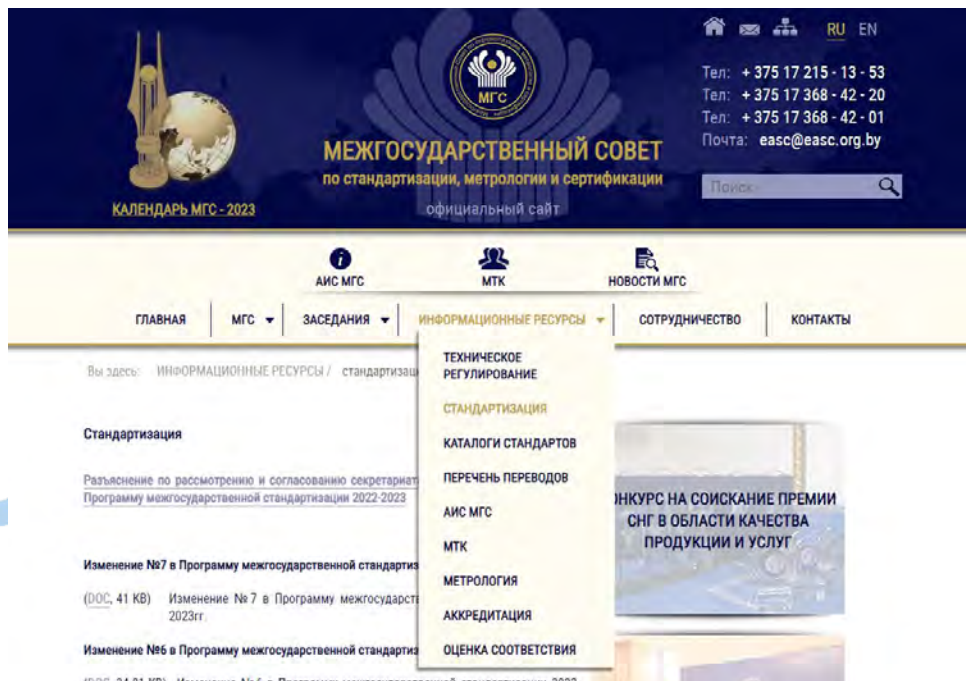 RU EN
Тел: + 375 17 215 - 13 - 53
Тел: + 375 17 368 - 42 - 20
Тел: + 375 17 368 - 42 - 01
Почта: easc@easc.org.by
Поиск
МГС
МЕЖГОСУДАРСТВЕННЫЙ СОВЕТ
по стандартизации, метрологии и сертификации
официальный сайт
КАЛЕНДАРЬ МГС - 2023
АИС МГС МТК НОВОСТИ МГС
ГЛАВНАЯ МГС ЗАСЕДАНИЯ ИНФОРМАЦИОННЫЕ РЕСУРСЫ СОТРУДНИЧЕСТВО КОНТАКТЫ
Вы здесь: ИНФОРМАЦИОННЫЕ РЕСУРСЫ / стандартизац
ТЕХНИЧЕСКОЕ
РЕГУЛИРОВАНИЕ
СТАНДАРТИЗАЦИЯ
КАТАЛОГИ СТАНДАРТОВ
ПЕРЕЧЕНЬ ПЕРЕВОДОВ
АИС МГС
МТК
МЕТРОЛОГИЯ
АККРЕДИТАЦИЯ
ОЦЕНКА СООТВЕТСТВИЯ
Стандартизация
Разъяснение по рассмотрению и согласованию секретариат
Программу межгосударственной стандартизации 2022-2023
Изменение №7 в Программу межгосударственной стандартиз
(DOC, 41 KB) Изменение № 7 в Программу межгосударст
2023гг.
Изменение №6 в Программу межгосударственной стандартиз
ОНКУРС НА СОИСКАНИЕ ПРЕМИИ
СНГ В ОБЛАСТИ КАЧЕСТВА
ПРОДУКЦИИ И УСЛУГ